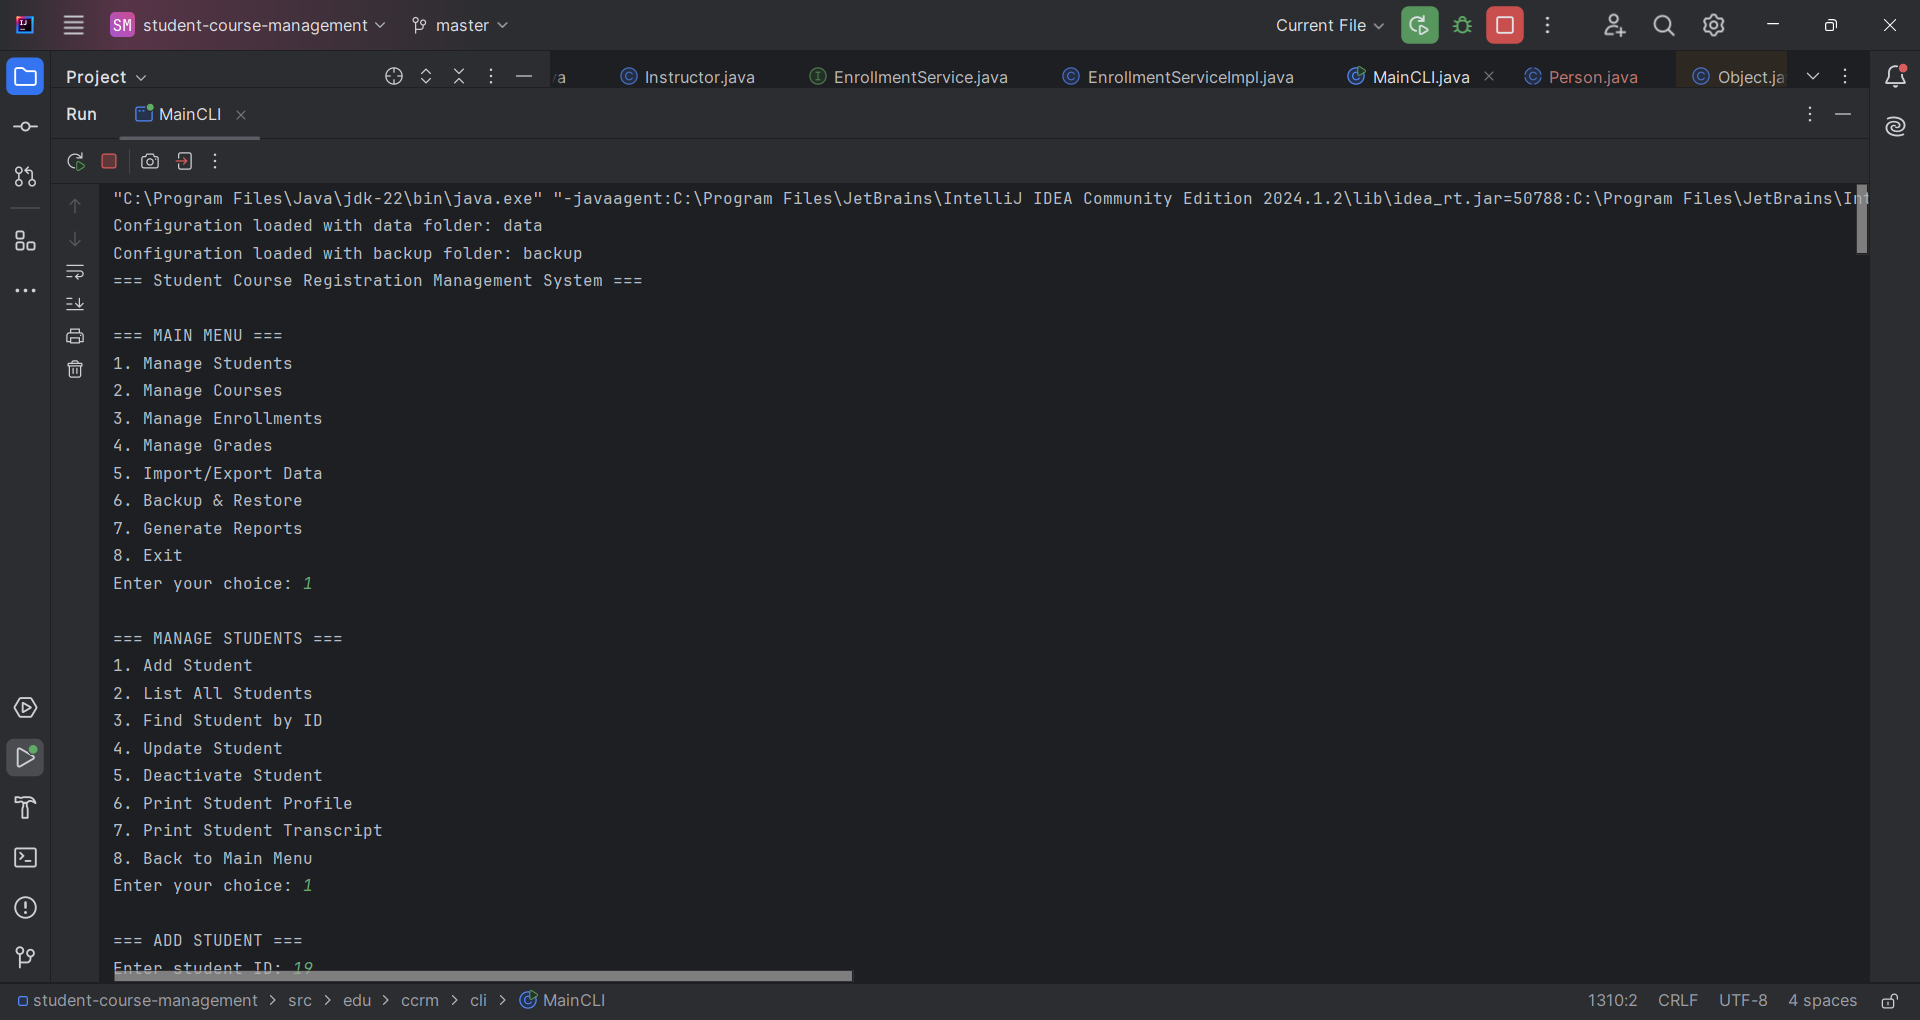 SM student-course-management master Current File
Project
/a Instructor.java EnrollmentService.java EnrollmentServiceImpl.java MainCLI.java Person.java Object.ja
Run MainCLI
"C:\Program Files\Java\jdk-22\bin\java.exe" "-javaagent:C:\Program Files\JetBrains\IntelliJ IDEA Community Edition 2024.1.2\lib\idea_rt.jar=50788:C:\Program Files\JetBrains\Int
Configuration loaded with data folder: data
Configuration loaded with backup folder: backup
=== Student Course Registration Management System ===
=== MAIN MENU ===
1. Manage Students
2. Manage Courses
3. Manage Enrollments
4. Manage Grades
5. Import/Export Data
6. Backup & Restore
7. Generate Reports
8. Exit
Enter your choice: 1
=== MANAGE STUDENTS ===
1. Add Student
2. List All Students
3. Find Student by ID
4. Update Student
5. Deactivate Student
6. Print Student Profile
7. Print Student Transcript
8. Back to Main Menu
Enter your choice: 1
=== ADD STUDENT ===
Enter student ID: 19
student-course-management > src > edu > ccrm > cli > MainCLI 1310:2 CRLF UTF-8 4 spaces